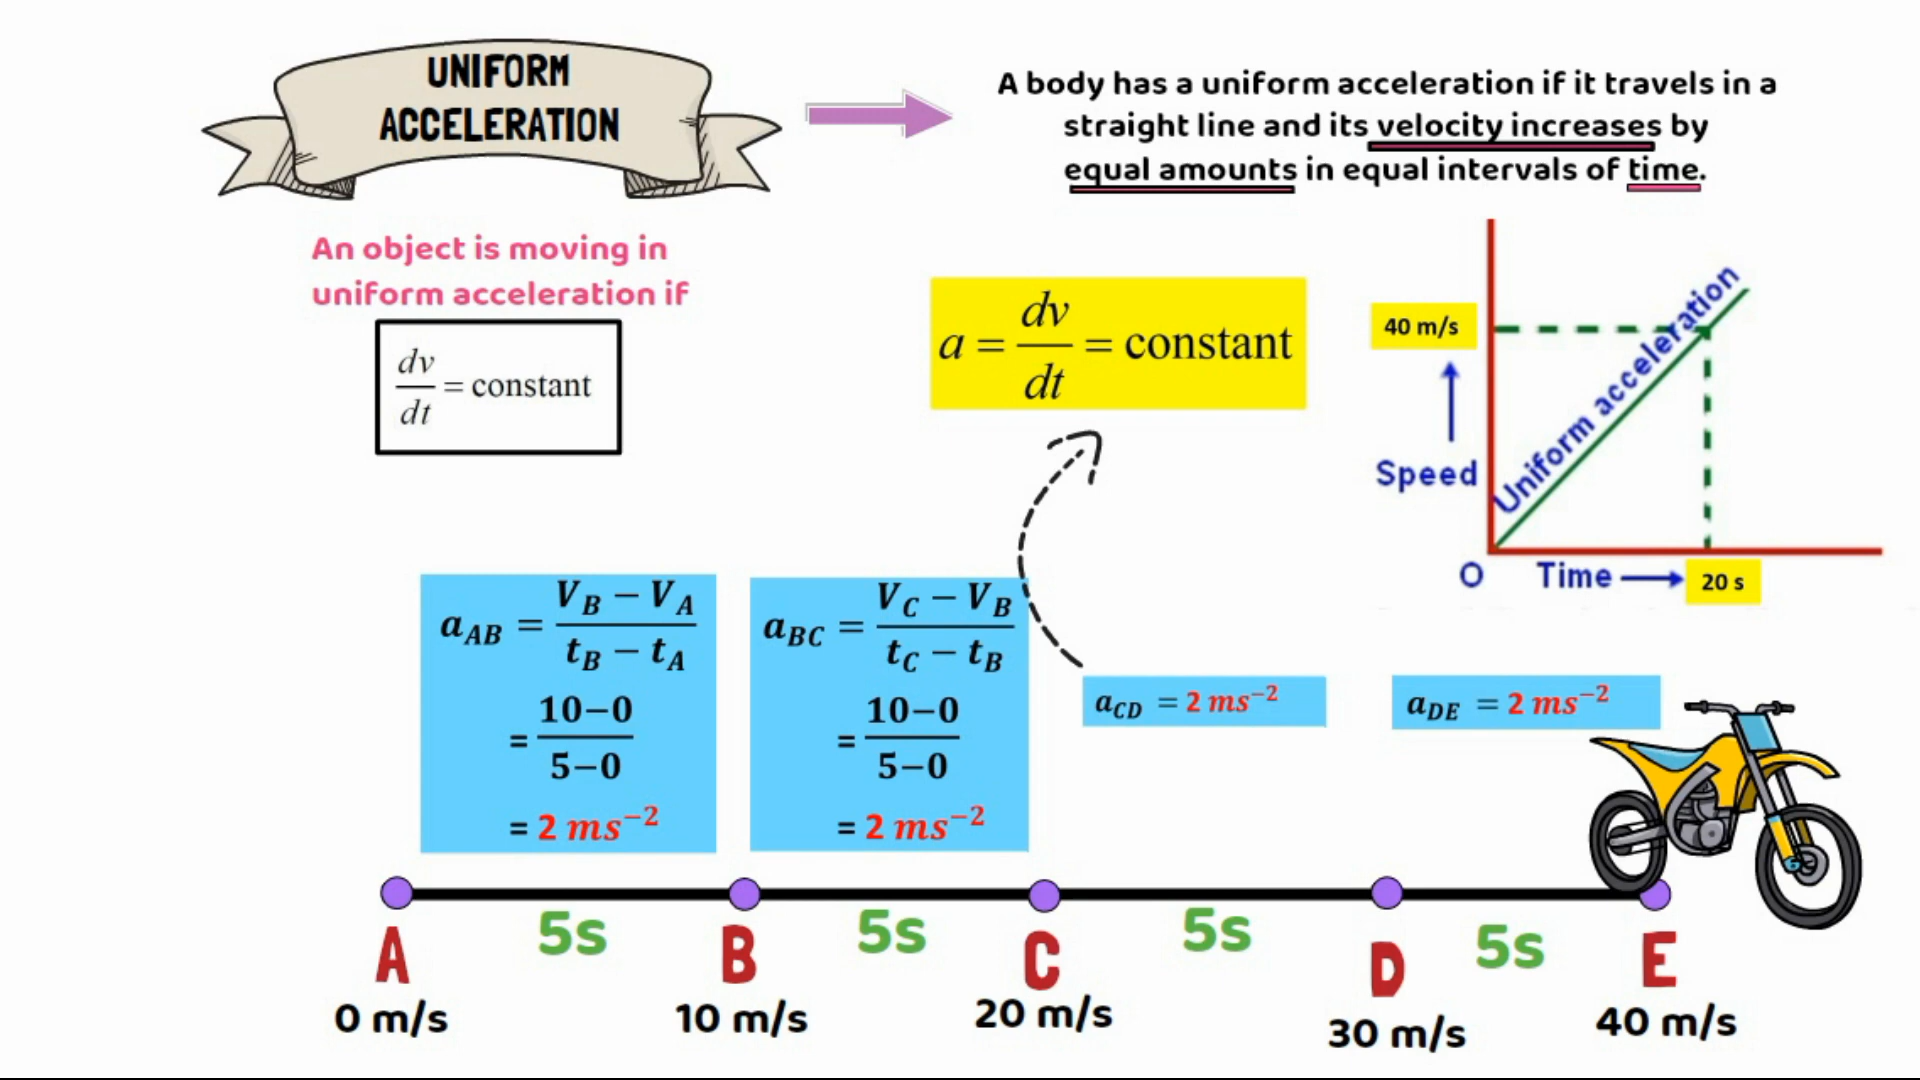 UNIFORM
ACCELERATION
A body has a uniform acceleration if it travels in a
straight line and its velocity increases by
equal amounts in equal intervals of time.
An object is moving in
uniform acceleration if
dv/dt = constant
a = dv/dt = constant
40 m/s
Uniform acceleration
Speed
O Time
20 s
a_AB = (V_B − V_A)/(t_B − t_A)
= (10−0)/(5−0)
= 2 ms⁻²
a_BC = (V_C − V_B)/(t_C − t_B)
= (10−0)/(5−0)
= 2 ms⁻²
a_CD = 2 ms⁻²
a_DE = 2 ms⁻²
5s 5s 5s 5s
A B C D E
0 m/s 10 m/s 20 m/s 30 m/s 40 m/s